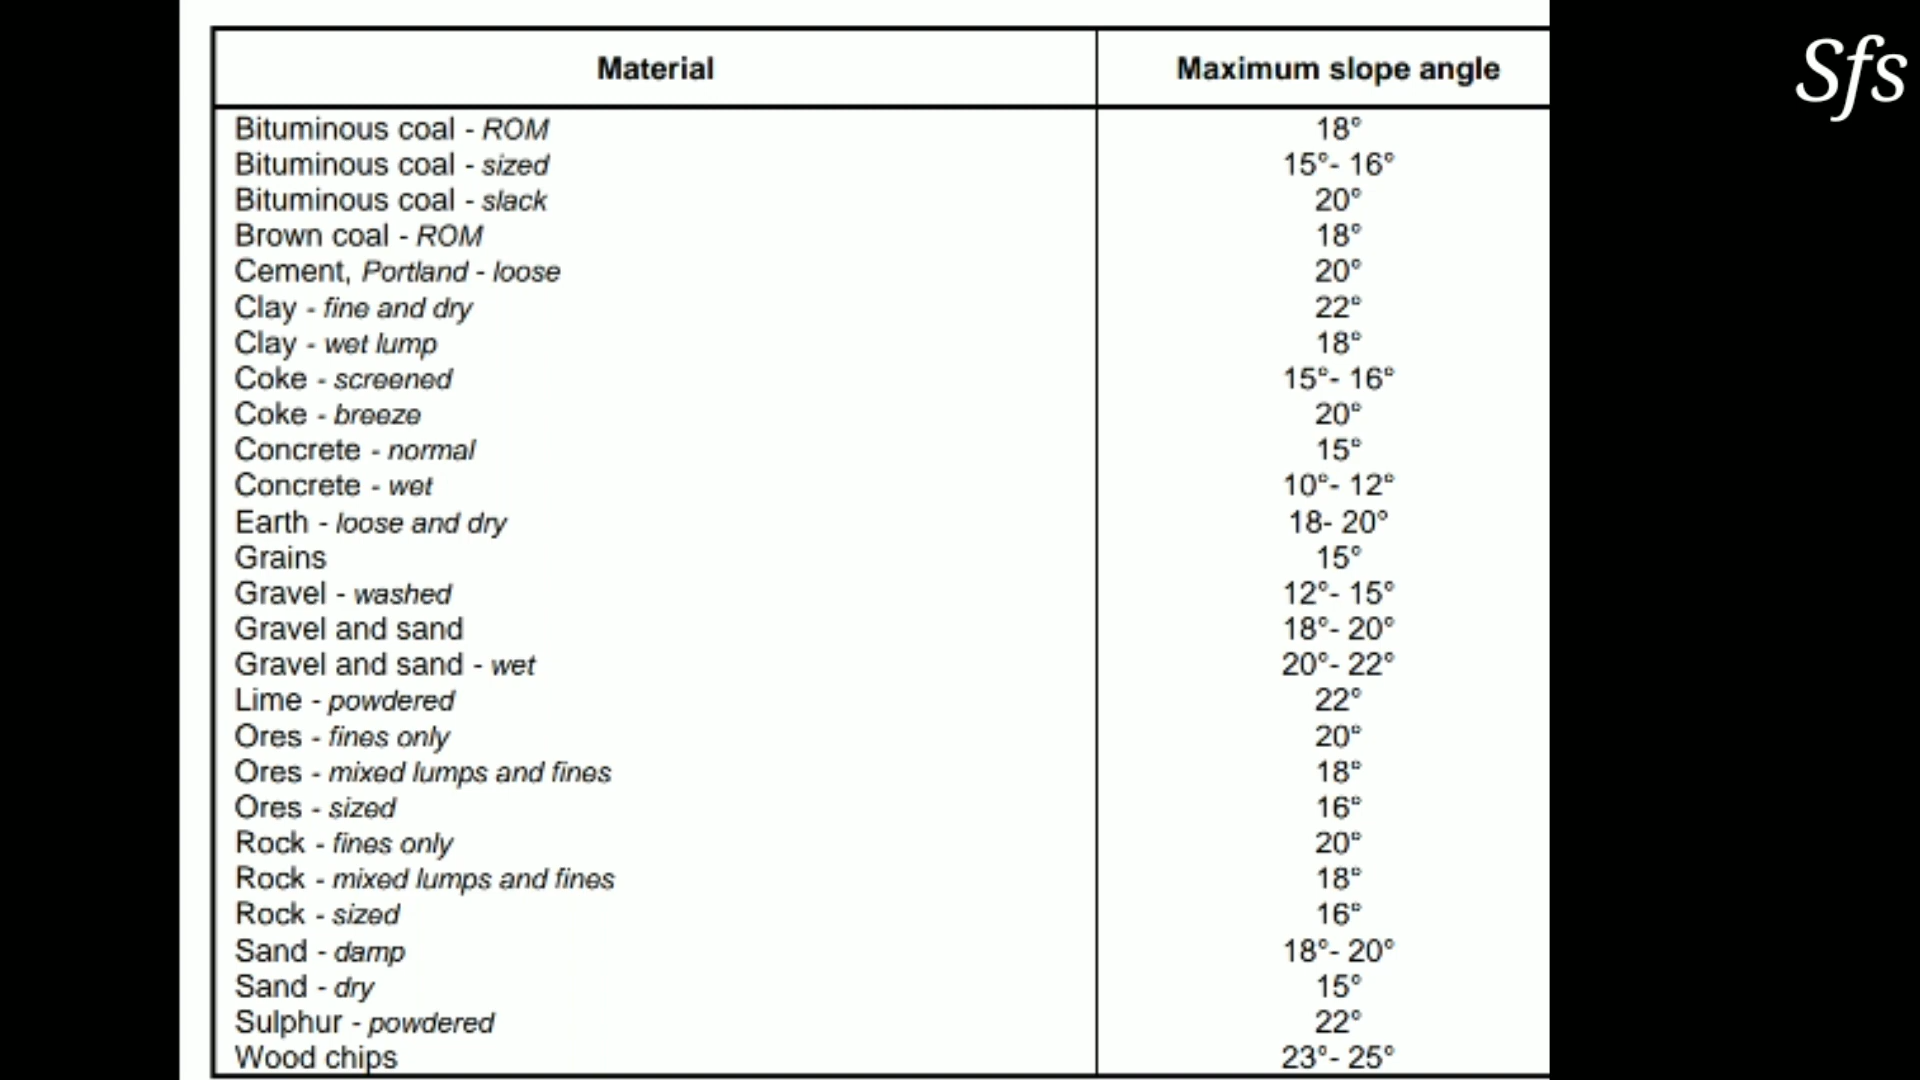 Material Maximum slope angle
Bituminous coal - ROM 18°
Bituminous coal - sized 15°- 16°
Bituminous coal - slack 20°
Brown coal - ROM 18°
Cement, Portland - loose 20°
Clay - fine and dry 22°
Clay - wet lump 18°
Coke - screened 15°- 16°
Coke - breeze 20°
Concrete - normal 15°
Concrete - wet 10°- 12°
Earth - loose and dry 18- 20°
Grains 15°
Gravel - washed 12°- 15°
Gravel and sand 18°- 20°
Gravel and sand - wet 20°- 22°
Lime - powdered 22°
Ores - fines only 20°
Ores - mixed lumps and fines 18°
Ores - sized 16°
Rock - fines only 20°
Rock - mixed lumps and fines 18°
Rock - sized 16°
Sand - damp 18°- 20°
Sand - dry 15°
Sulphur - powdered 22°
Wood chips 23°- 25°
Sfs